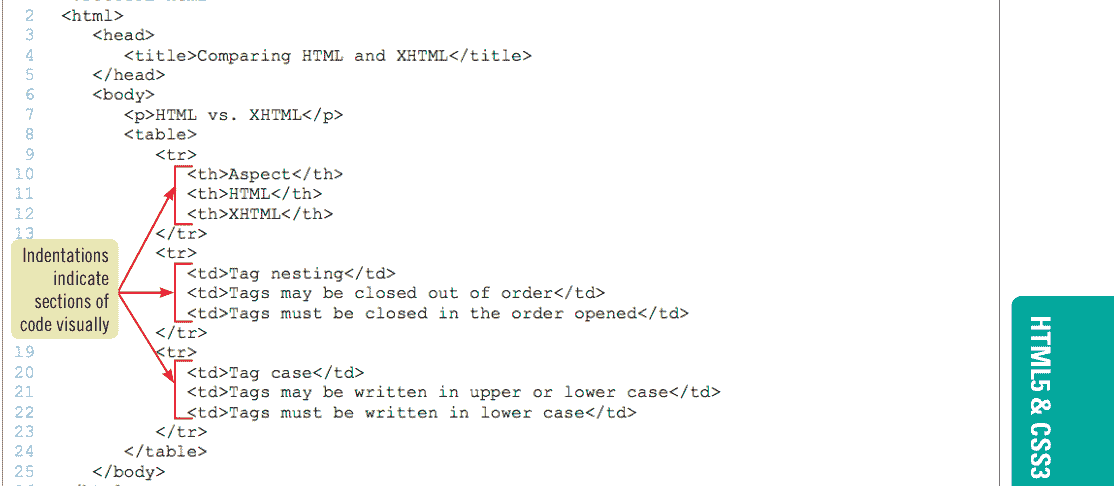 2 <html>
3 <head>
4 <title>Comparing HTML and XHTML</title>
5 </head>
6 <body>
7 <p>HTML vs. XHTML</p>
8 <table>
9 <tr>
10 <th>Aspect</th>
11 <th>HTML</th>
12 <th>XHTML</th>
13 </tr>
<tr>
<td>Tag nesting</td>
<td>Tags may be closed out of order</td>
<td>Tags must be closed in the order opened</td>
</tr>
19 <tr>
20 <td>Tag case</td>
21 <td>Tags may be written in upper or lower case</td>
22 <td>Tags must be written in lower case</td>
23 </tr>
24 </table>
25 </body>
Indentations
indicate
sections of
code visually
HTML5 & CSS3